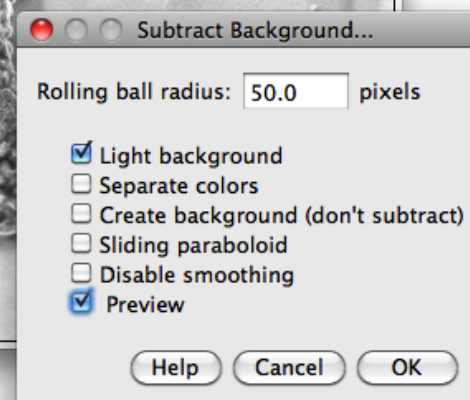 Subtract Background...
Rolling ball radius: 50.0 pixels
Light background
Separate colors
Create background (don't subtract)
Sliding paraboloid
Disable smoothing
Preview
Help Cancel OK